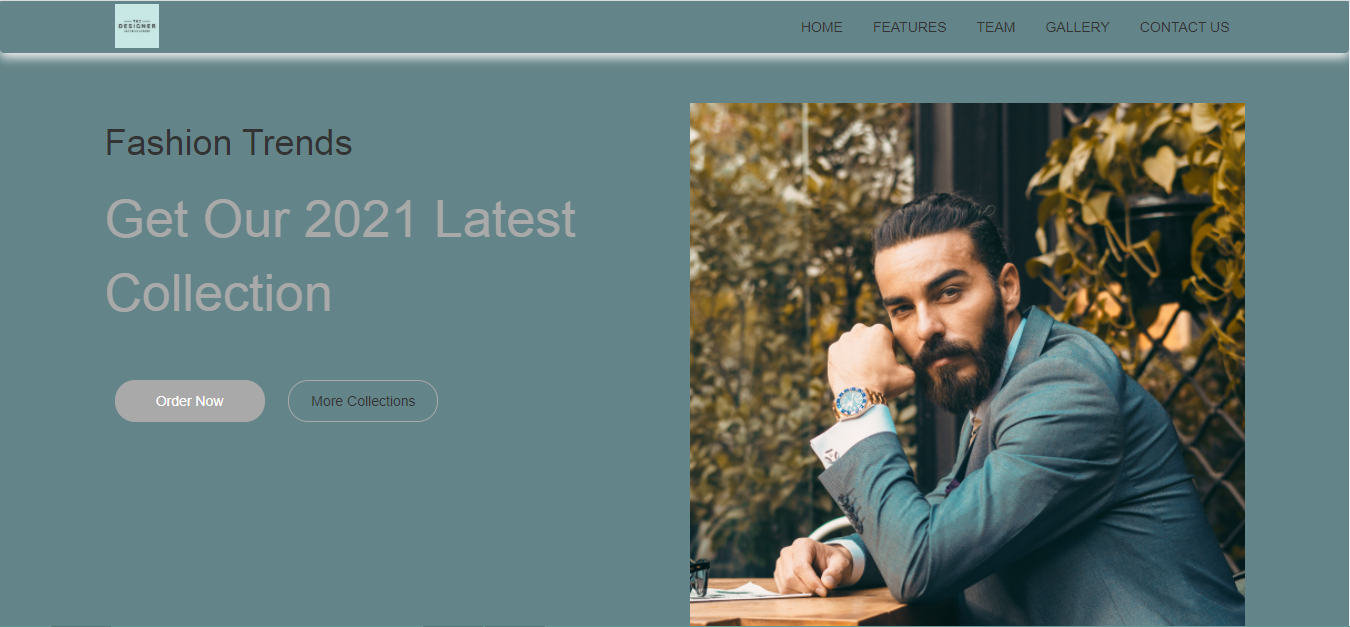 THE
DESIGNER
HOME FEATURES TEAM GALLERY CONTACT US
Fashion Trends
Get Our 2021 Latest
Collection
Order Now More Collections